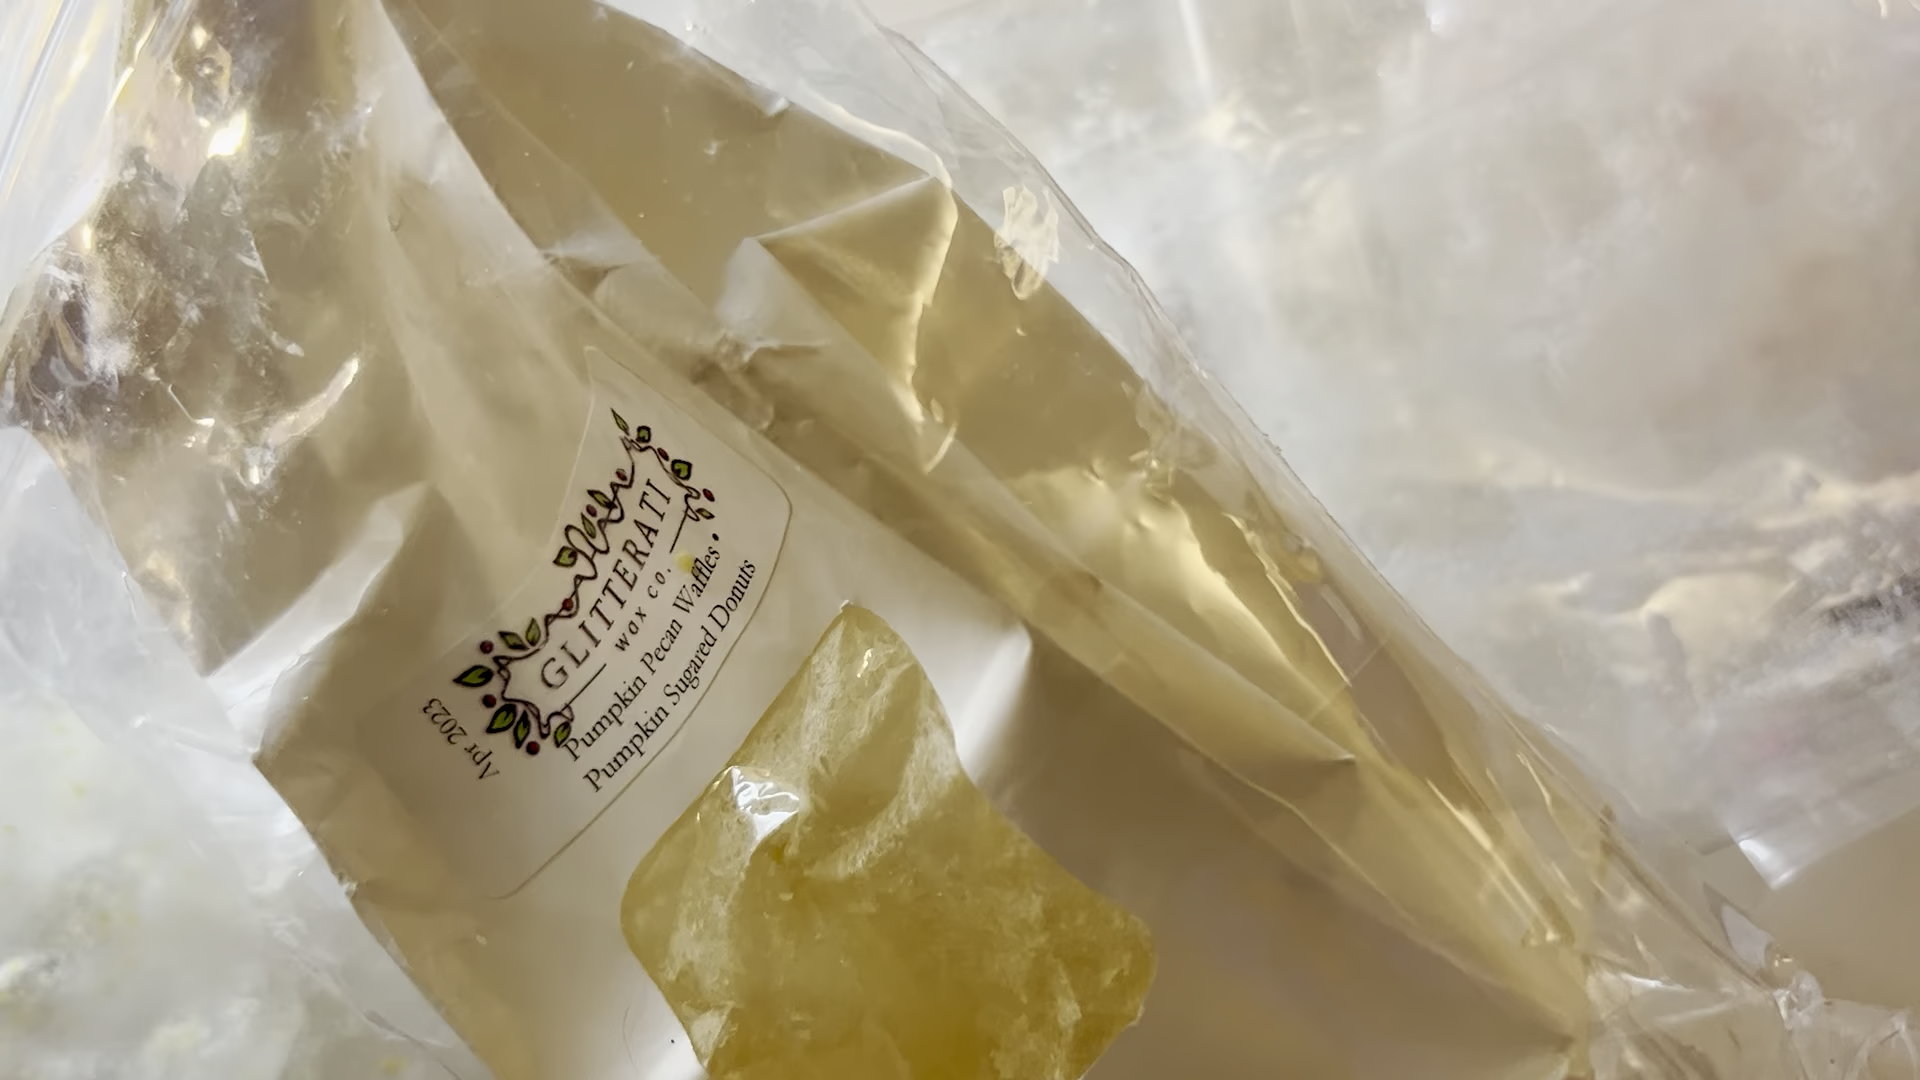 GLITTERATI
wax co.
Pumpkin Pecan Waffles •
Pumpkin Sugared Donuts
Apr 2023